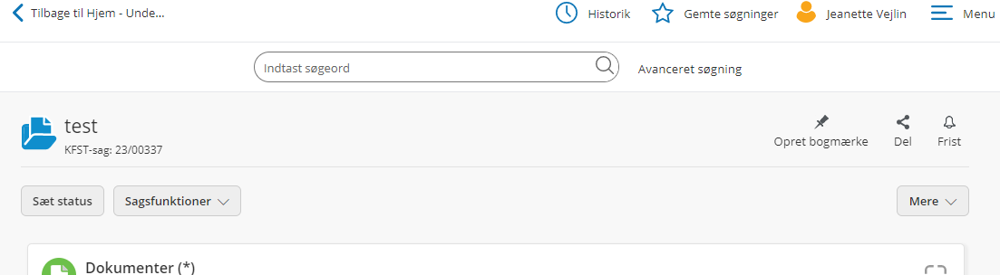 Tilbage til Hjem - Unde...
Historik
Gemte søgninger
Jeanette Vejlin
Menu
Indtast søgeord
Avanceret søgning
test
KFST-sag: 23/00337
Opret bogmærke
Del
Frist
Sæt status
Sagsfunktioner
Mere
Dokumenter (*)